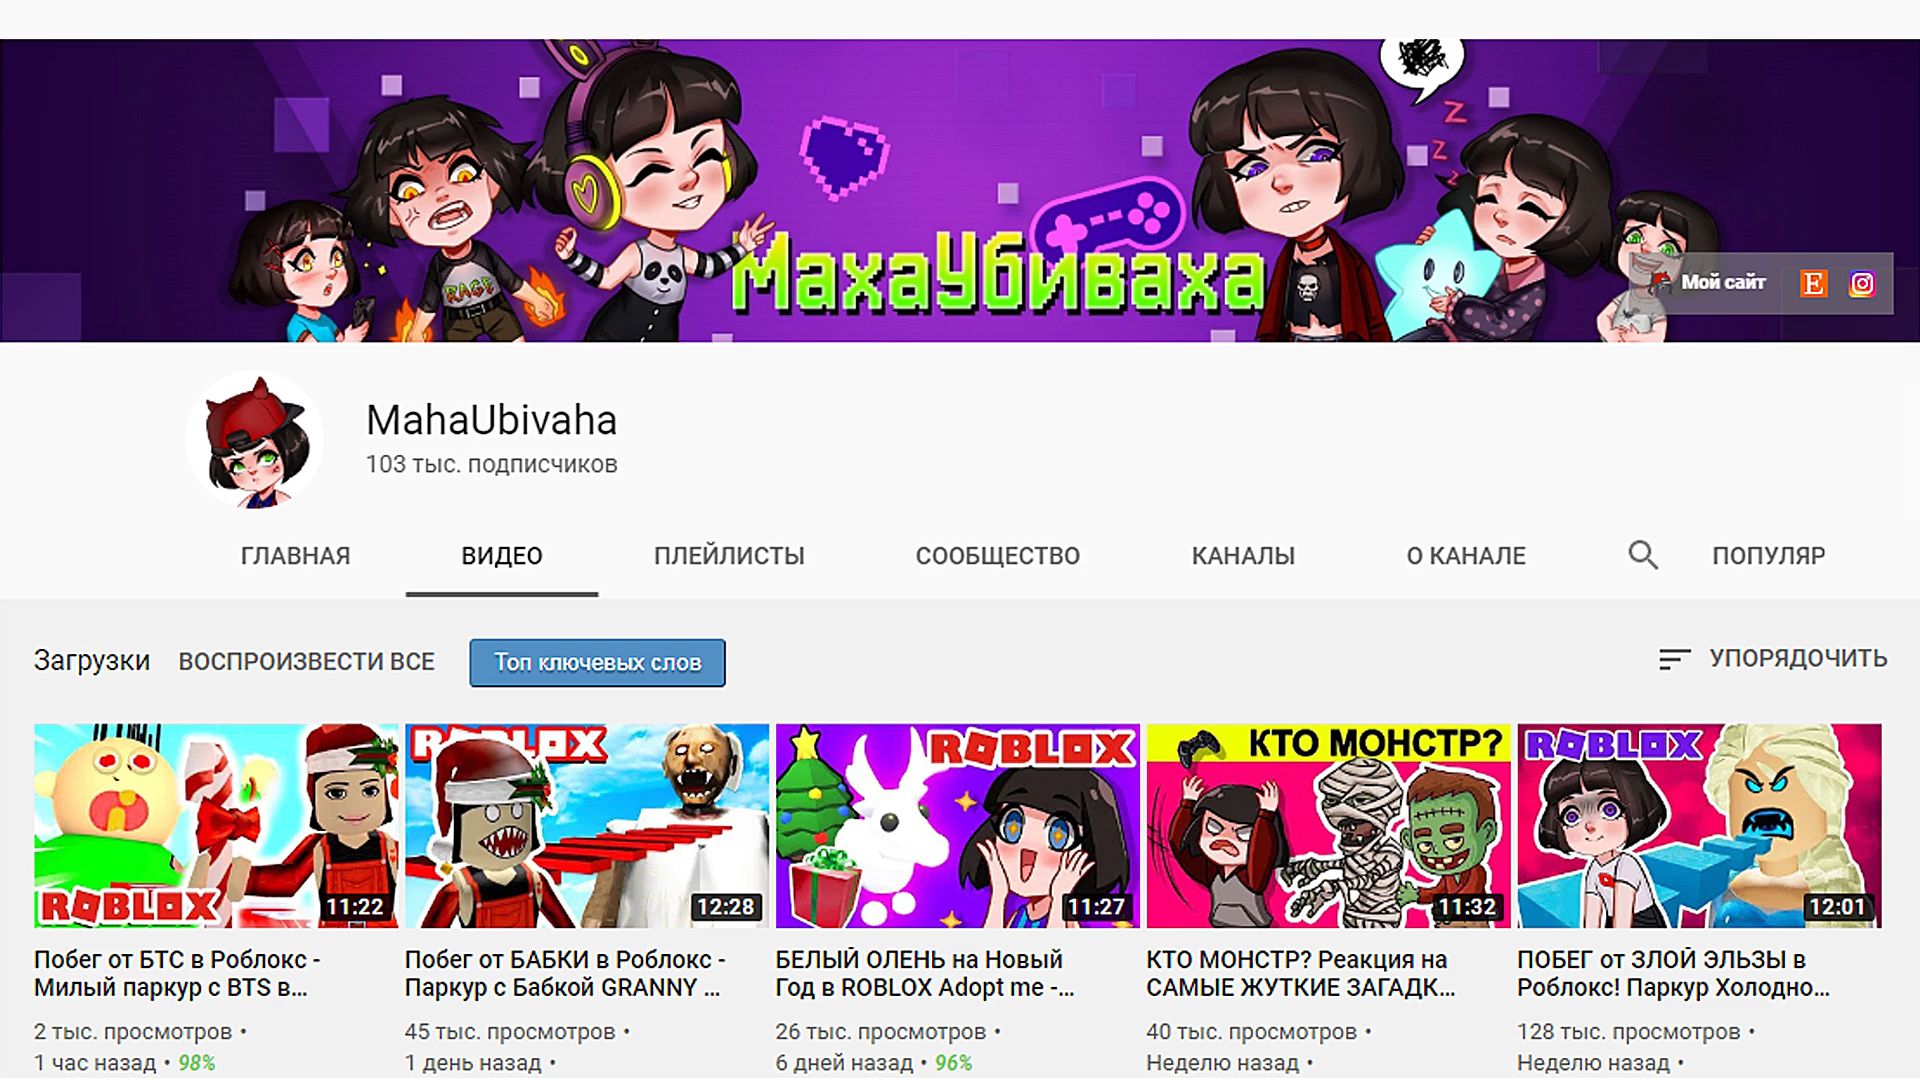 RAGE
Z
Z
Z
МахаУбиваха
Мой сайт
E
MahaUbivaha
103 тыс. подписчиков
ГЛАВНАЯ ВИДЕО ПЛЕЙЛИСТЫ СООБЩЕСТВО КАНАЛЫ О КАНАЛЕ ПОПУЛЯР
Загрузки ВОСПРОИЗВЕСТИ ВСЕ Топ ключевых слов УПОРЯДОЧИТЬ
ROBLOX
11:22
Побег от БТС в Роблокс -
Милый паркур с BTS в...
2 тыс. просмотров •
1 час назад • 98%
ROBLOX
12:28
Побег от БАБКИ в Роблокс -
Паркур с Бабкой GRANNY ...
45 тыс. просмотров •
1 день назад •
ROBLOX
11:27
БЕЛЫЙ ОЛЕНЬ на Новый
Год в ROBLOX Adopt me -...
26 тыс. просмотров •
6 дней назад • 96%
КТО МОНСТР?
11:32
КТО МОНСТР? Реакция на
САМЫЕ ЖУТКИЕ ЗАГАДК...
40 тыс. просмотров •
Неделю назад •
ROBLOX
12:01
ПОБЕГ от ЗЛОЙ ЭЛЬЗЫ в
Роблокс! Паркур Холодно...
128 тыс. просмотров •
Неделю назад •